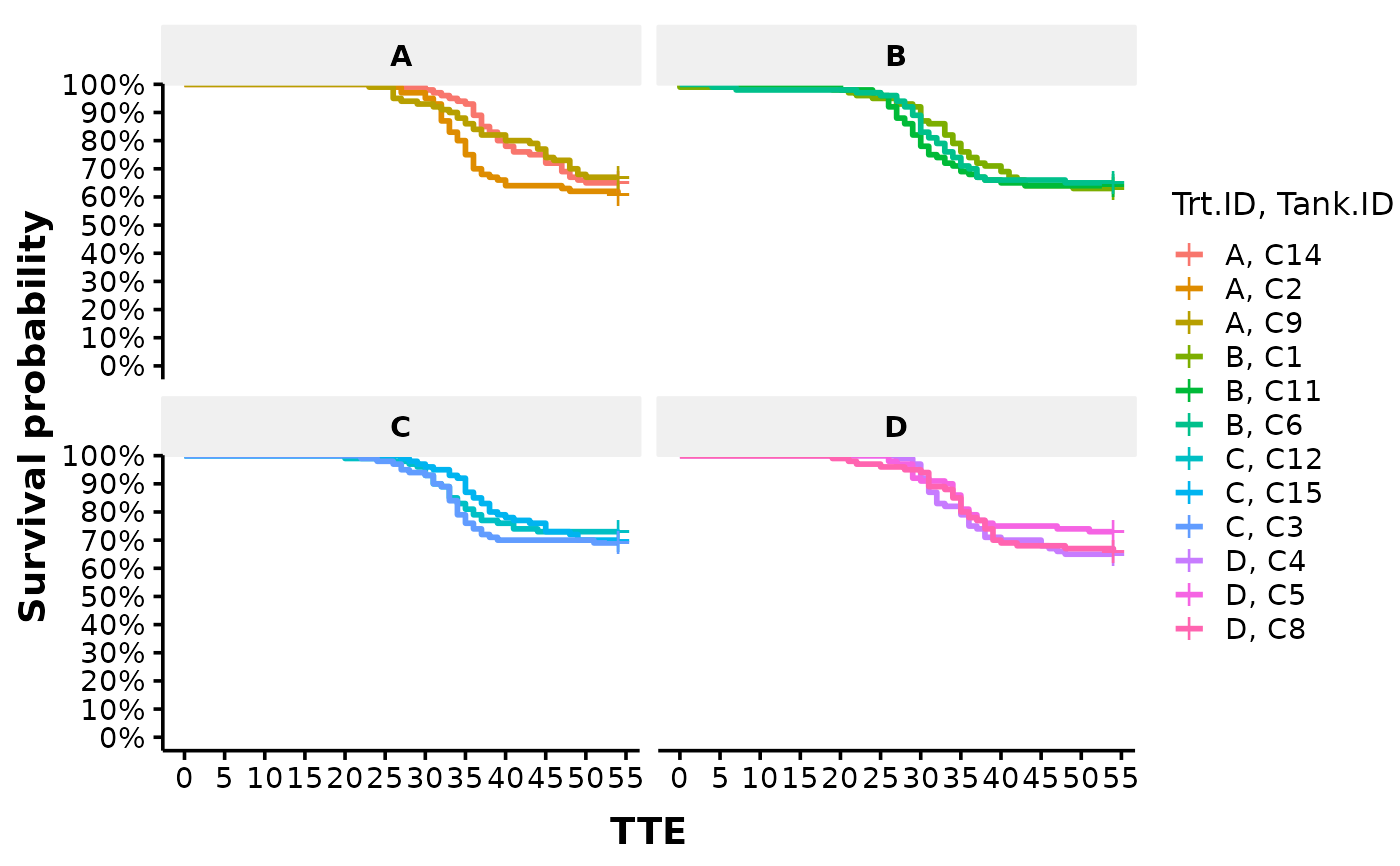 A
B
100%
90%
80%
70%
60%
50%
40%
30%
20%
10%
0%
C
D
100%
90%
80%
70%
60%
50%
40%
30%
20%
10%
0%
0 5 10 15 20 25 30 35 40 45 50 55
0 5 10 15 20 25 30 35 40 45 50 55
TTE
Survival probability
Trt.ID, Tank.ID
A, C14
A, C2
A, C9
B, C1
B, C11
B, C6
C, C12
C, C15
C, C3
D, C4
D, C5
D, C8